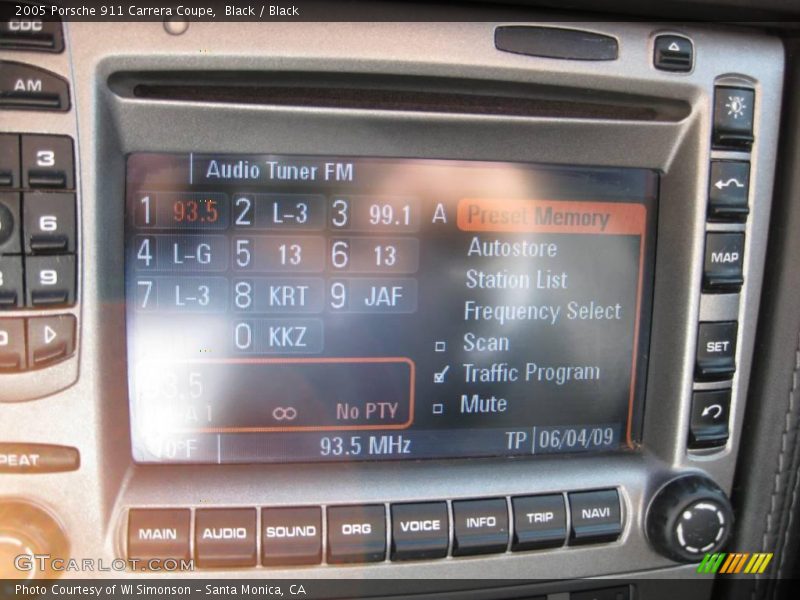 2005 Porsche 911 Carrera Coupe, Black / Black
CDC
AM
3
6
9
MAP
SET
Audio Tuner FM
1 93.5 2 L-3 3 99.1 A Preset Memory
4 L-G 5 13 6 13 Autostore
7 L-3 8 KRT 9 JAF Station List
0 KKZ Frequency Select
Scan
Traffic Program
Mute
93.5
A1 ∞ No PTY
°F 93.5 MHz TP 06/04/09
PEAT
MAIN AUDIO SOUND ORG VOICE INFO TRIP NAVI
GTCARLOT.COM
Photo Courtesy of WI Simonson - Santa Monica, CA